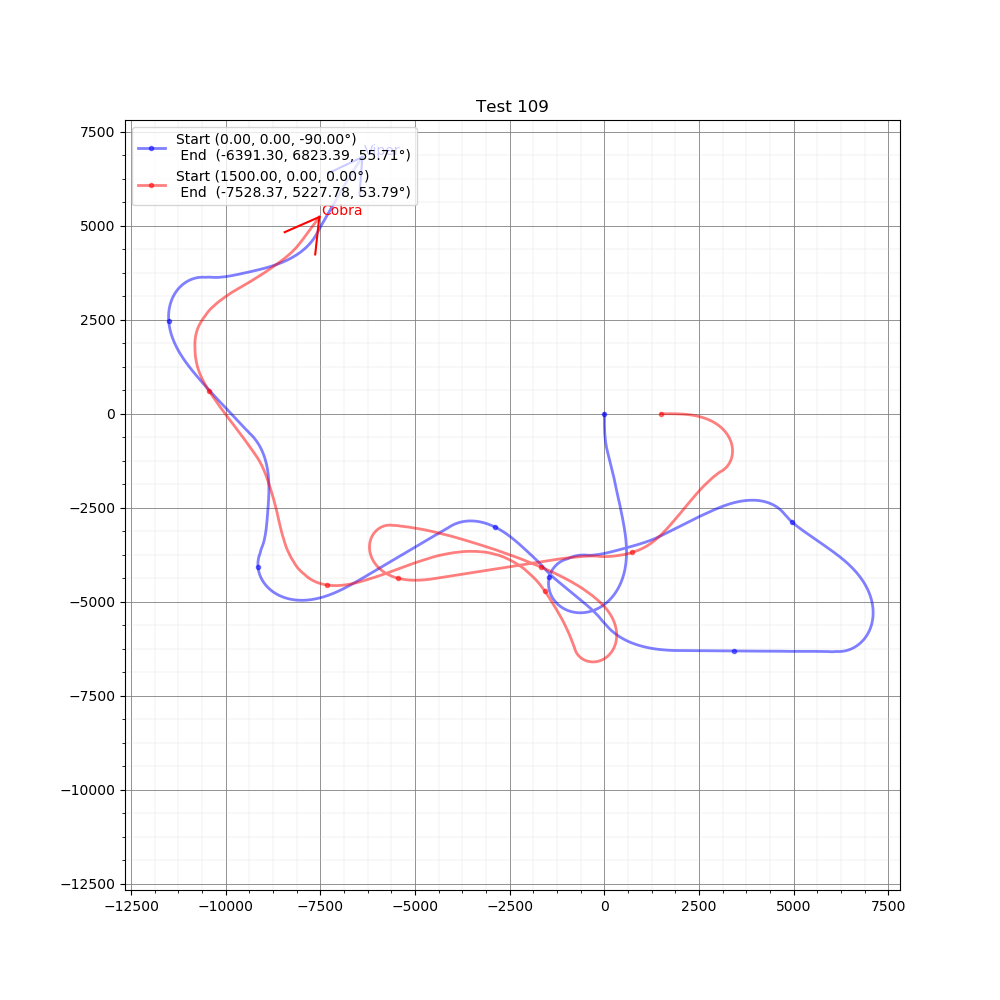 Test 109
Start (0.00, 0.00, -90.00°)
End (-6391.30, 6823.39, 55.71°)
Start (1500.00, 0.00, 0.00°)
End (-7528.37, 5227.78, 53.79°)
Viper
Cobra
7500
5000
2500
0
−2500
−5000
−7500
−10000
−12500
−12500 −10000 −7500 −5000 −2500 0 2500 5000 7500